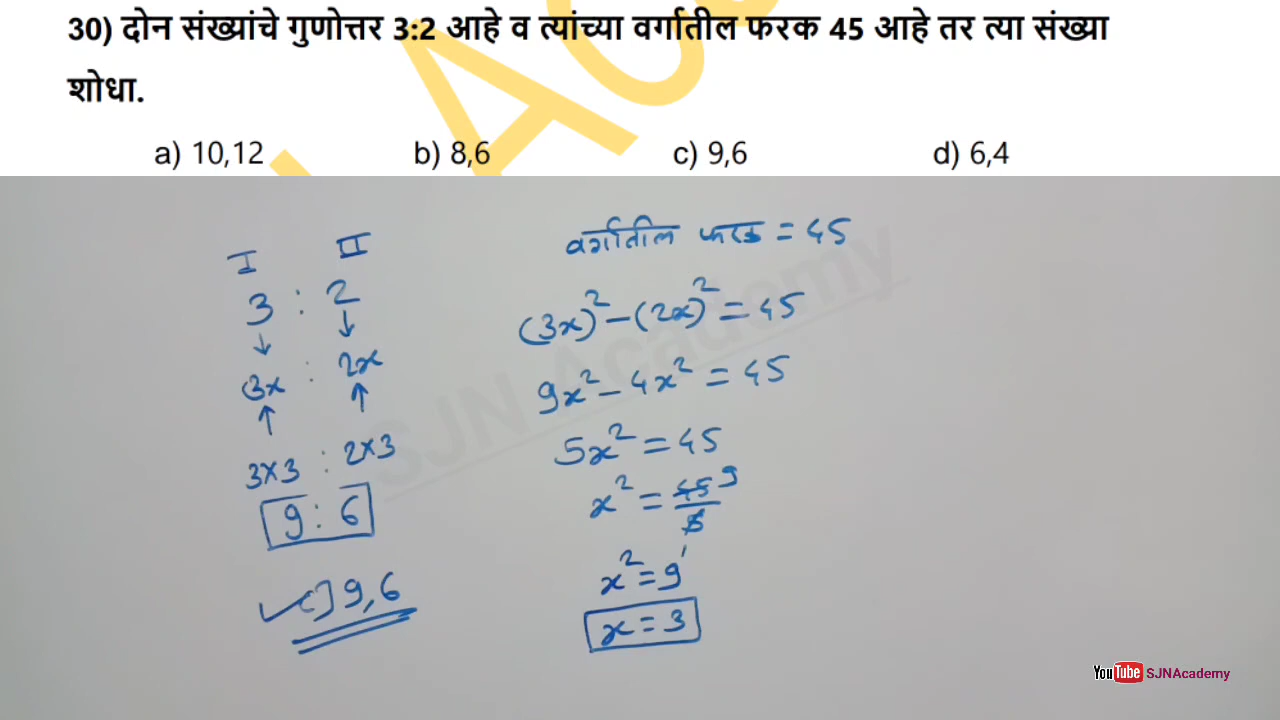 30) दोन संख्यांचे गुणोत्तर 3:2 आहे व त्यांच्या वर्गातील फरक 45 आहे तर त्या संख्या
शोधा.
a) 10,12 b) 8,6 c) 9,6 d) 6,4
I II
3 : 2
↓ ↓
3x : 2x
↑ ↑
3×3 : 2×3
9 : 6
✓ c] 9,6
वर्गातील फरक = 45
(3x)² - (2x)² = 45
9x² - 4x² = 45
5x² = 45
x² = 45 9
5
1
x² = 9
x = 3
SJN Academy
YouTube SJNAcademy